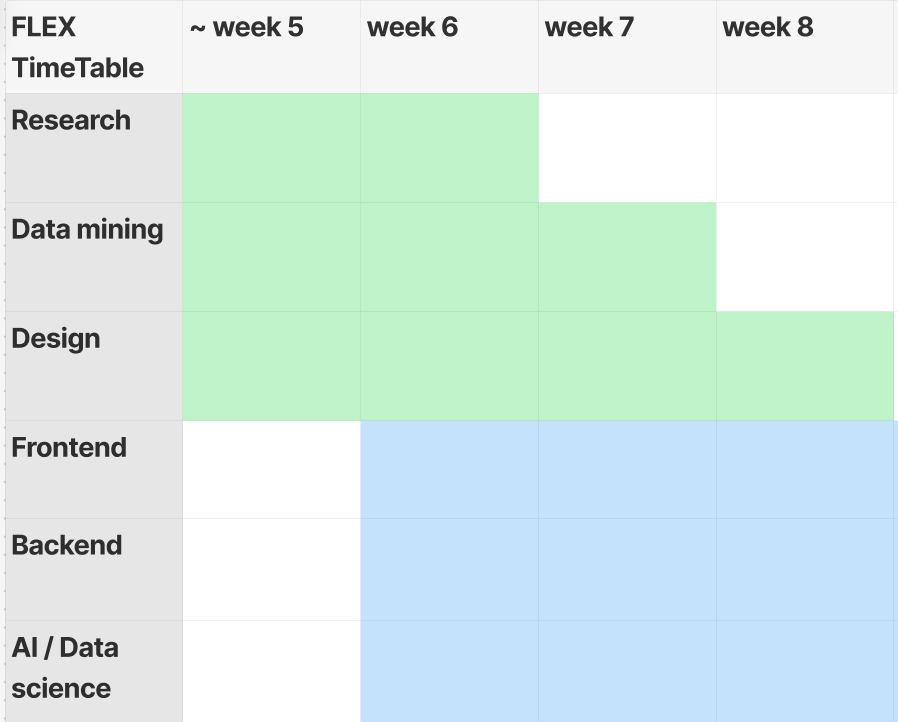 FLEX
TimeTable
~ week 5
week 6
week 7
week 8
Research
Data mining
Design
Frontend
Backend
AI / Data
science